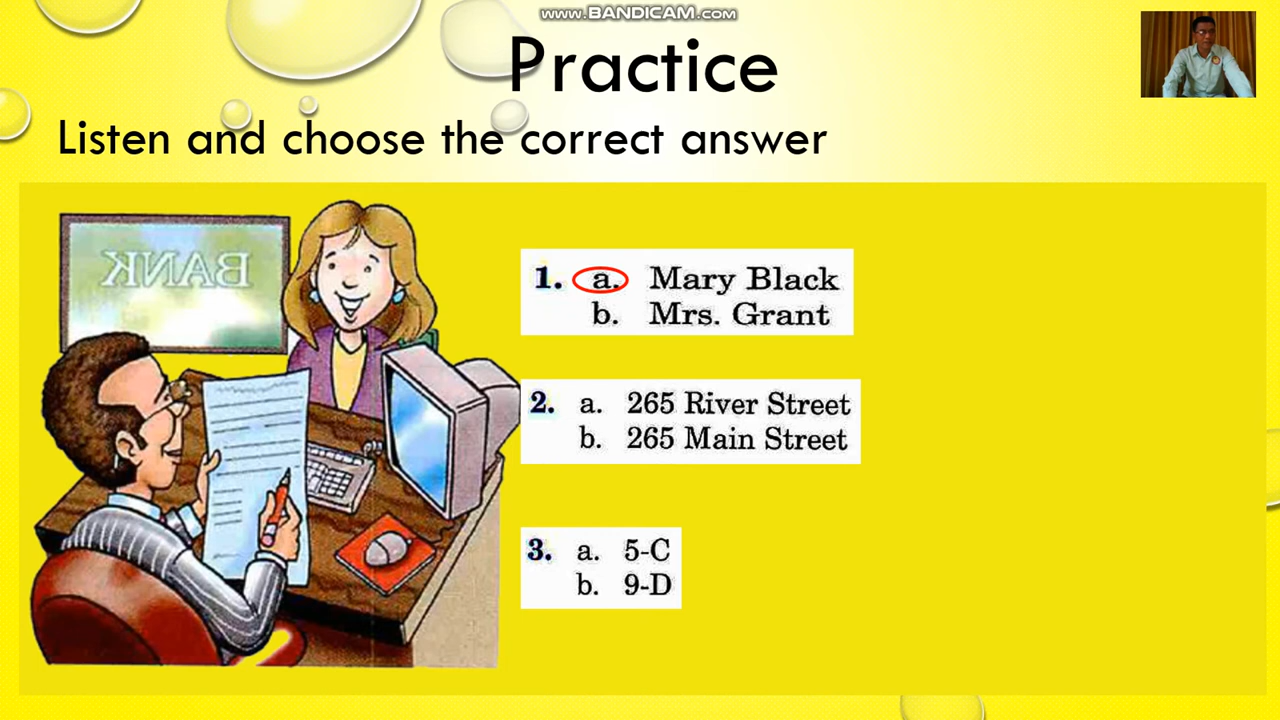 www.BANDICAM.com
Practice
Listen and choose the correct answer
BANK
1. a. Mary Black
b. Mrs. Grant
2. a. 265 River Street
b. 265 Main Street
3. a. 5-C
b. 9-D